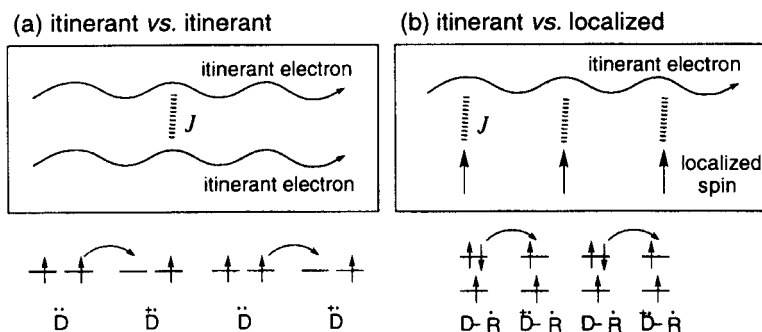 (a) itinerant vs. itinerant
(b) itinerant vs. localized
itinerant electron
J
itinerant electron
itinerant electron
J
localized
spin
D̈ D̈⁺ D̈ D̈⁺
D– Ṙ D̈⁺– Ṙ D– Ṙ D̈⁺– Ṙ